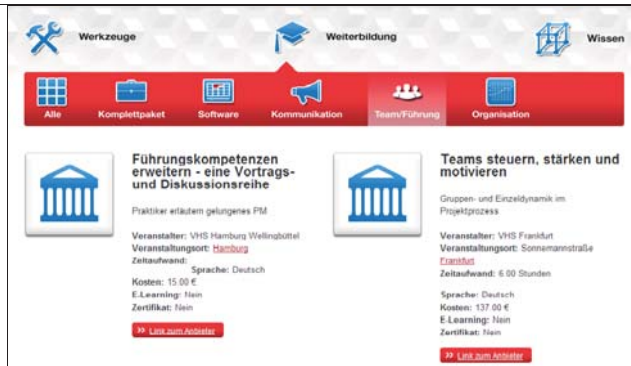 Werkzeuge
Weiterbildung
Wissen
Alle
Komplettpaket
Software
Kommunikation
Team/Führung
Organisation
Führungskompetenzen
erweitern - eine Vortrags-
und Diskussionsreihe
Praktiker erläutern gelungenes PM
Veranstalter: VHS Hamburg Wellingbüttel
Veranstaltungsort: Hamburg
Zeitaufwand:
Sprache: Deutsch
Kosten: 15.00 €
E-Learning: Nein
Zertifikat: Nein
Link zum Anbieter
Teams steuern, stärken und
motivieren
Gruppen- und Einzeldynamik im
Projektprozess
Veranstalter: VHS Frankfurt
Veranstaltungsort: Sonnemannstraße
Frankfurt
Zeitaufwand: 6.00 Stunden
Sprache: Deutsch
Kosten: 137.00 €
E-Learning: Nein
Zertifikat: Nein
Link zum Anbieter